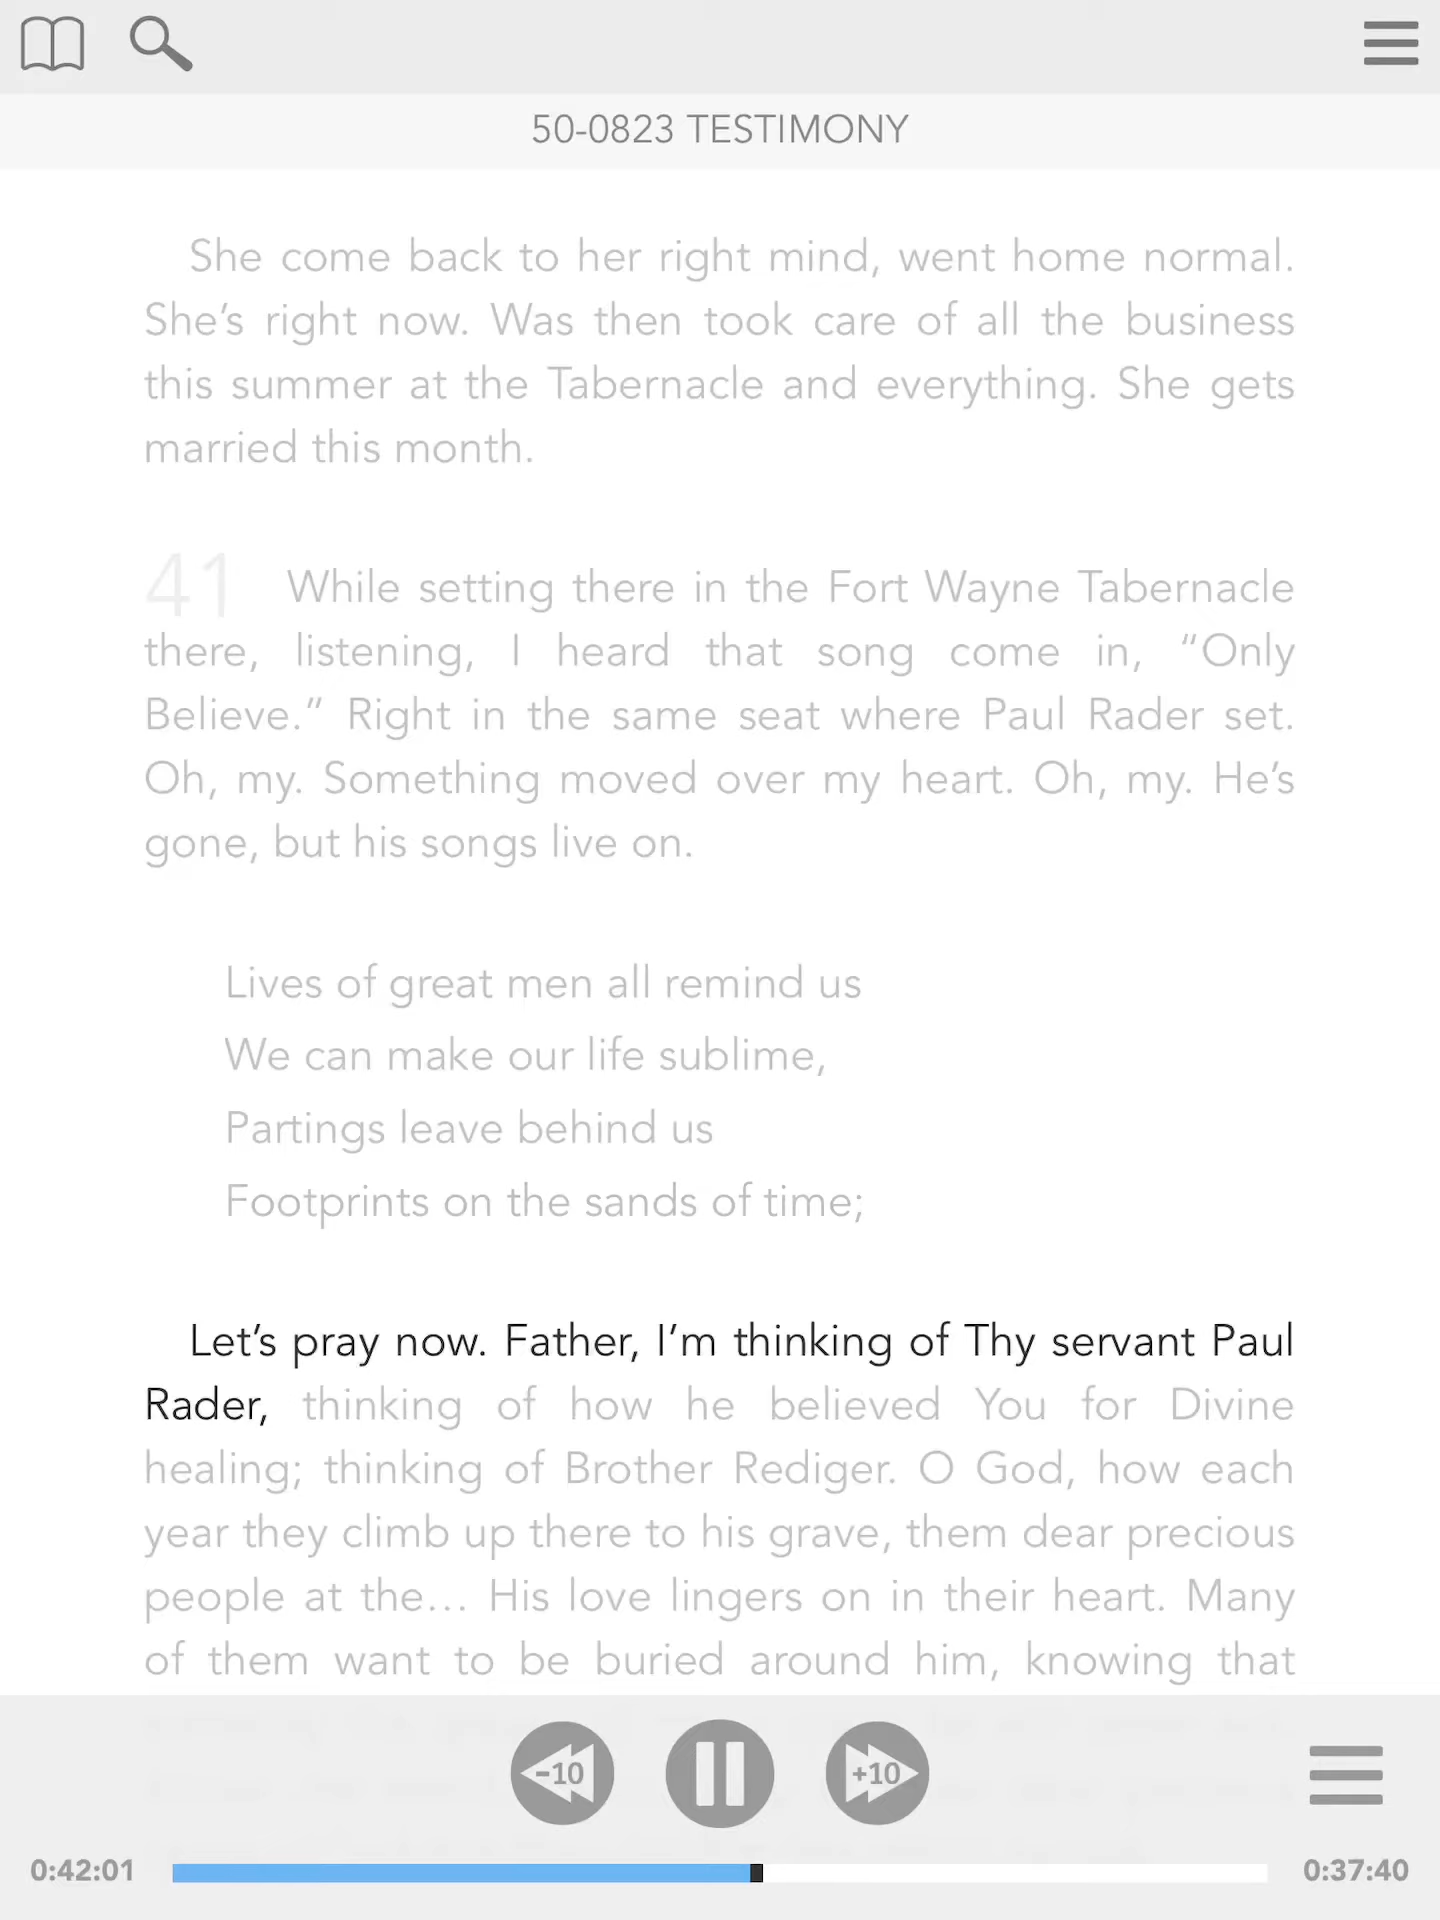 50-0823 TESTIMONY
She come back to her right mind, went home normal.
She’s right now. Was then took care of all the business
this summer at the Tabernacle and everything. She gets
married this month.
41 While setting there in the Fort Wayne Tabernacle
there, listening, I heard that song come in, “Only
Believe.” Right in the same seat where Paul Rader set.
Oh, my. Something moved over my heart. Oh, my. He’s
gone, but his songs live on.
Lives of great men all remind us
We can make our life sublime,
Partings leave behind us
Footprints on the sands of time;
Let’s pray now. Father, I’m thinking of Thy servant Paul
Rader, thinking of how he believed You for Divine
healing; thinking of Brother Rediger. O God, how each
year they climb up there to his grave, them dear precious
people at the… His love lingers on in their heart. Many
of them want to be buried around him, knowing that
-10 +10
0:42:01 0:37:40